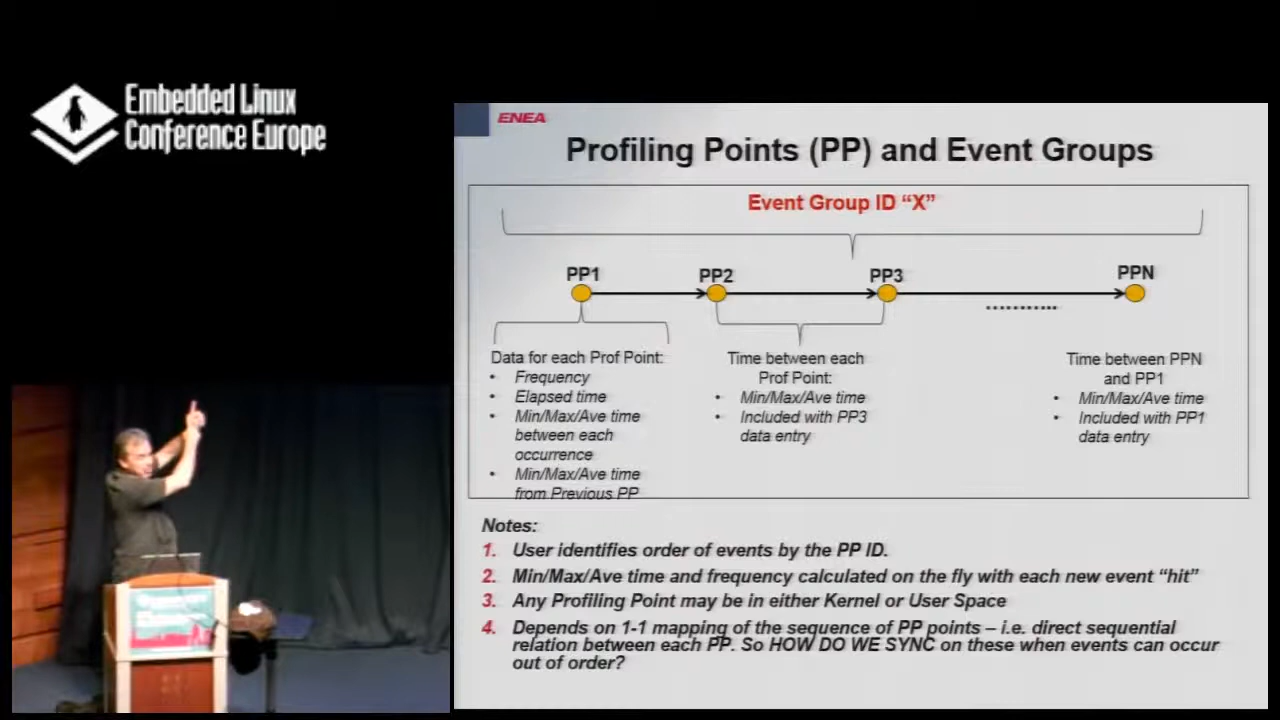 Embedded Linux
Conference Europe
ENEA
Profiling Points (PP) and Event Groups
Event Group ID “X”
PP1
PP2
PP3
PPN
...........
Data for each Prof Point:
• Frequency
• Elapsed time
• Min/Max/Ave time
between each
occurrence
• Min/Max/Ave time
from Previous PP
Time between each
Prof Point:
• Min/Max/Ave time
• Included with PP3
data entry
Time between PPN
and PP1
• Min/Max/Ave time
• Included with PP1
data entry
Notes:
1. User identifies order of events by the PP ID.
2. Min/Max/Ave time and frequency calculated on the fly with each new event “hit”
3. Any Profiling Point may be in either Kernel or User Space
4. Depends on 1-1 mapping of the sequence of PP points – i.e. direct sequential
relation between each PP. So HOW DO WE SYNC on these when events can occur
out of order?